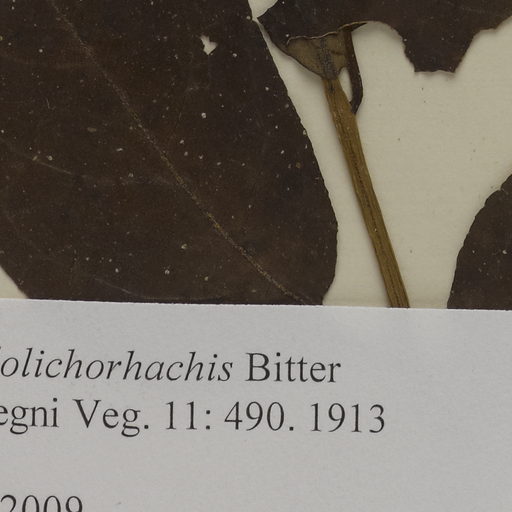 olichorhachis Bitter
egni Veg. 11: 490. 1913
2009